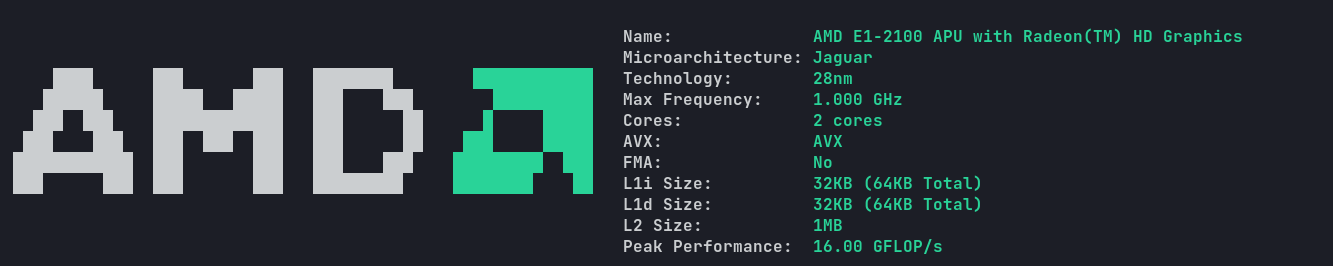 AMD
Name: AMD E1-2100 APU with Radeon(TM) HD Graphics
Microarchitecture: Jaguar
Technology: 28nm
Max Frequency: 1.000 GHz
Cores: 2 cores
AVX: AVX
FMA: No
L1i Size: 32KB (64KB Total)
L1d Size: 32KB (64KB Total)
L2 Size: 1MB
Peak Performance: 16.00 GFLOP/s